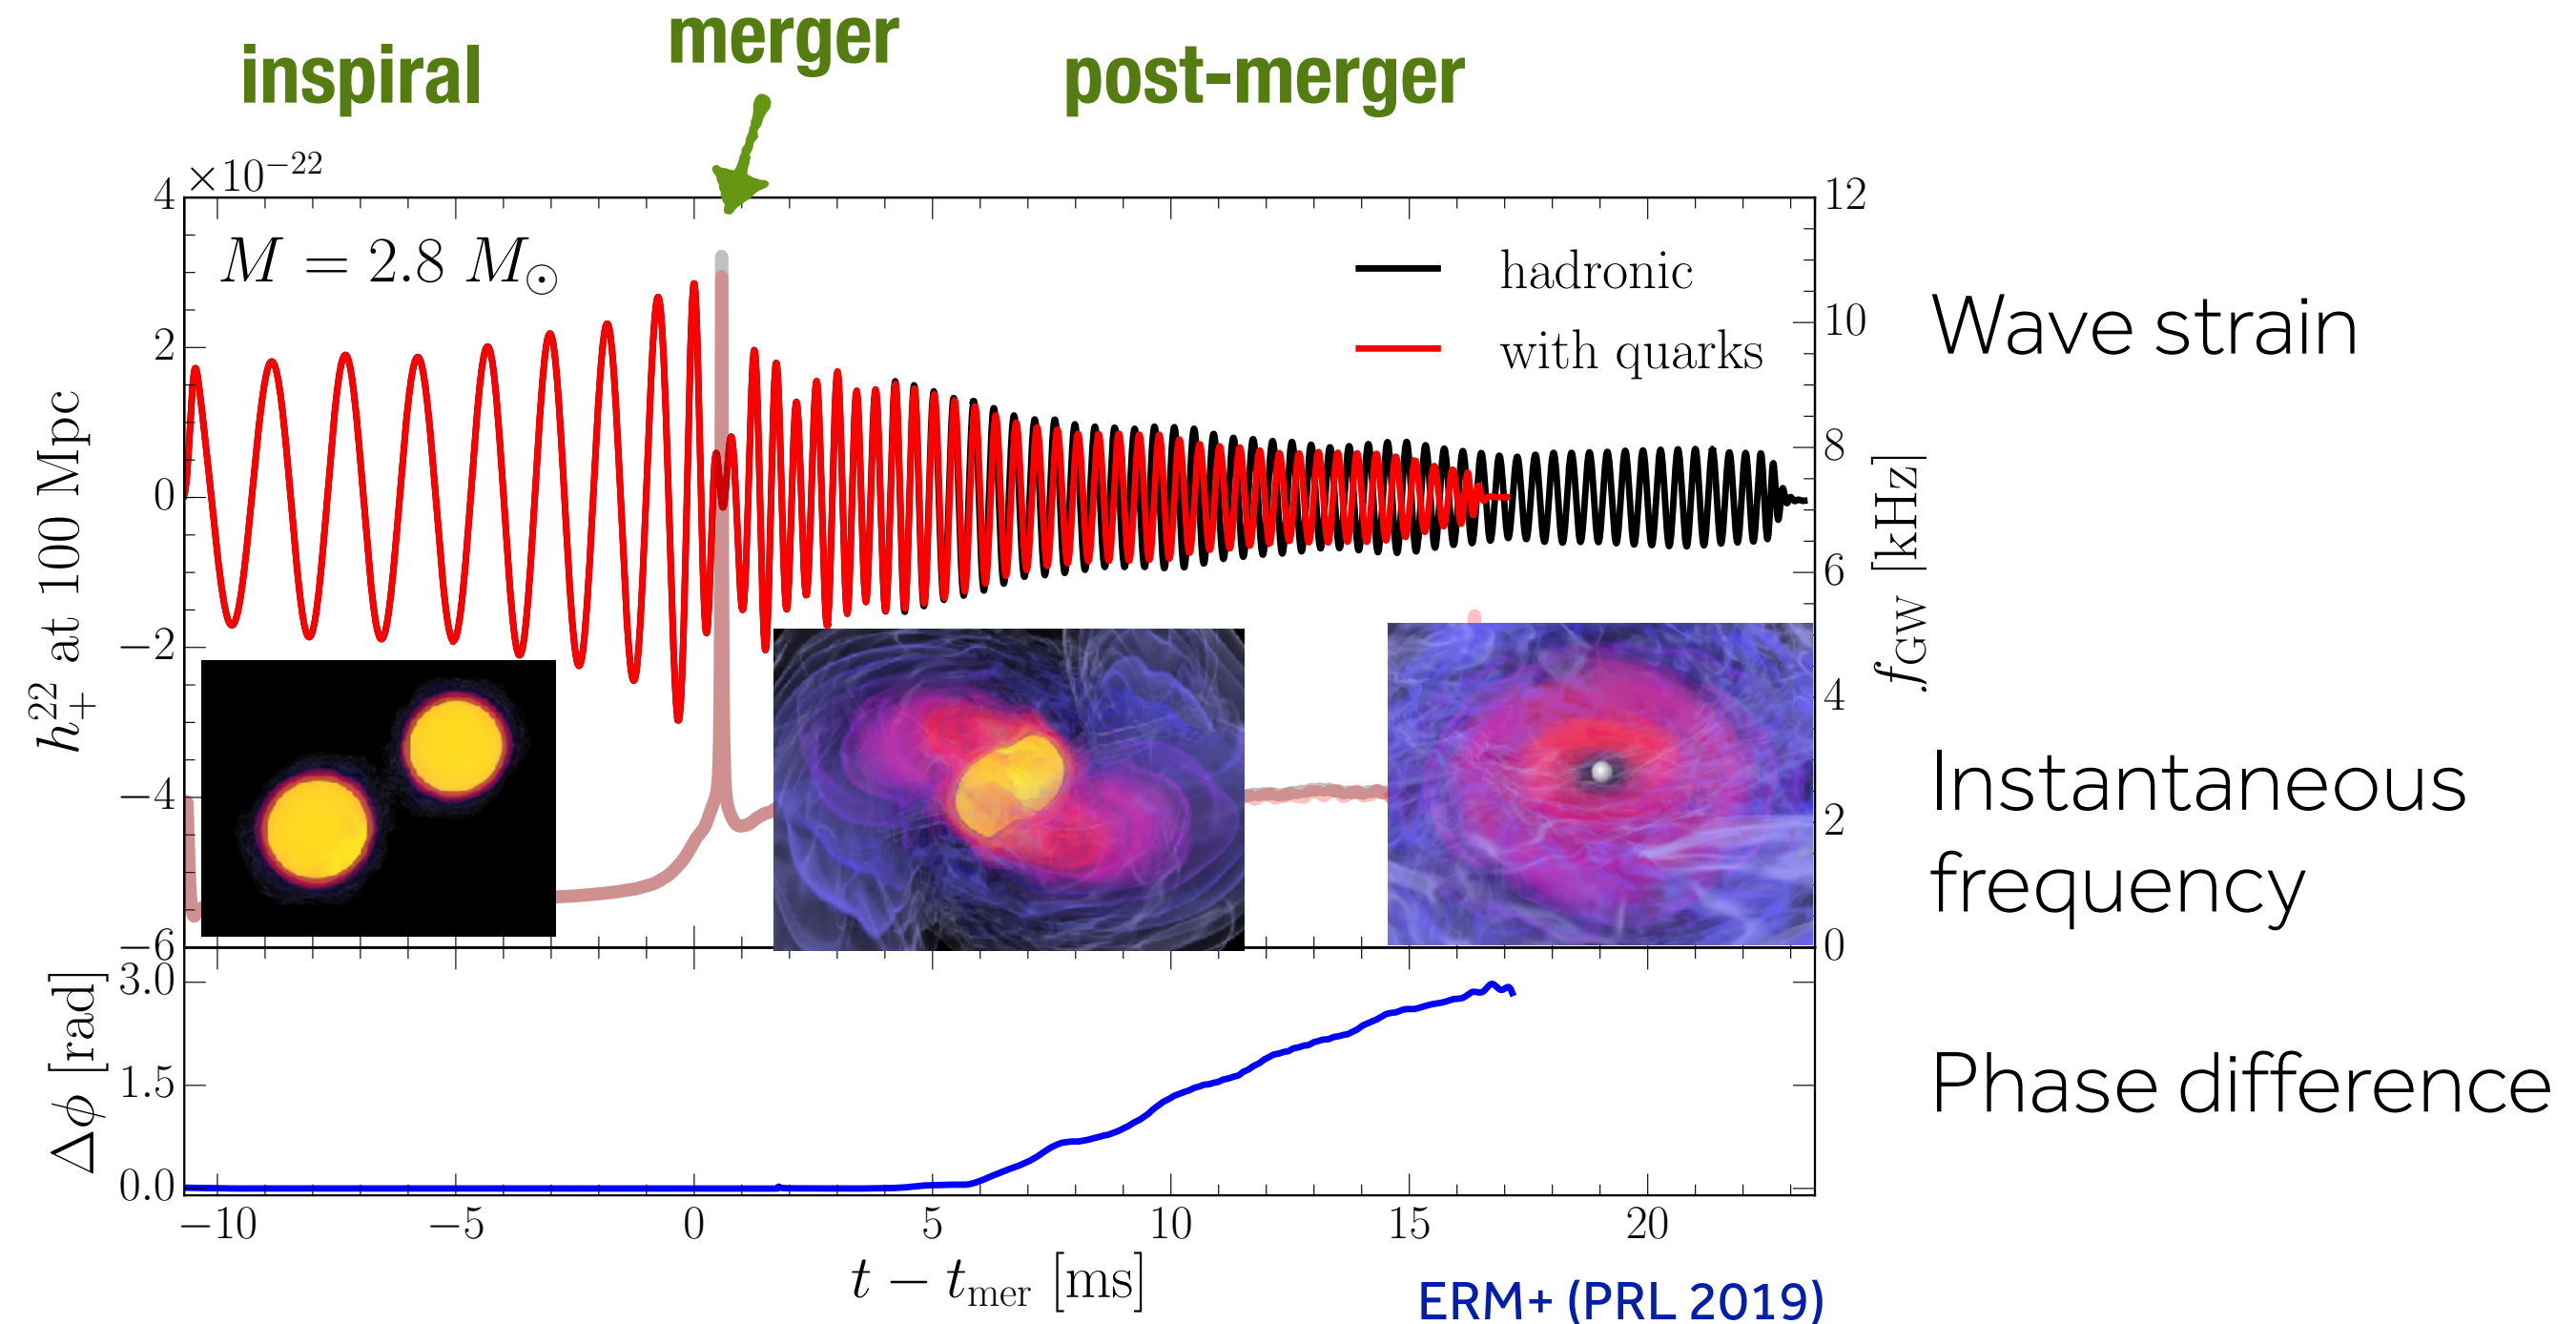 inspiral
merger
post-merger
×10⁻²²
M = 2.8 M☉
hadronic
with quarks
4
2
0
−2
−4
−6
h₊²² at 100 Mpc
12
10
8
6
4
2
0
f_GW [kHz]
Wave strain
Instantaneous
frequency
Phase difference
3.0
1.5
0.0
Δϕ [rad]
−10 −5 0 5 10 15 20
t − t_mer [ms]
ERM+ (PRL 2019)